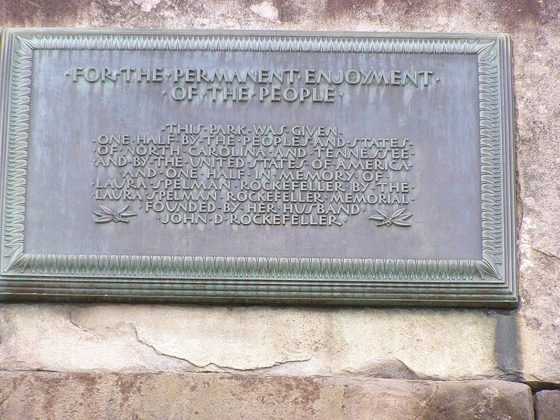 ·FOR·THE·PERMANENT·ENJOYMENT·
·OF·THE·PEOPLE·
·THIS·PARK·WAS·GIVEN·
·ONE·HALF·BY·THE·PEOPLES·AND·STATES·
·OF·NORTH·CAROLINA·AND·TENNESSEE·
·AND·BY·THE·UNITED·STATES·OF·AMERICA·
·AND·ONE·HALF·IN·MEMORY·OF·
·LAURA·SPELMAN·ROCKEFELLER·BY·THE·
·LAURA·SPELMAN·ROCKEFELLER·MEMORIAL·
·FOUNDED·BY·HER·HUSBAND·
·JOHN·D·ROCKEFELLER·